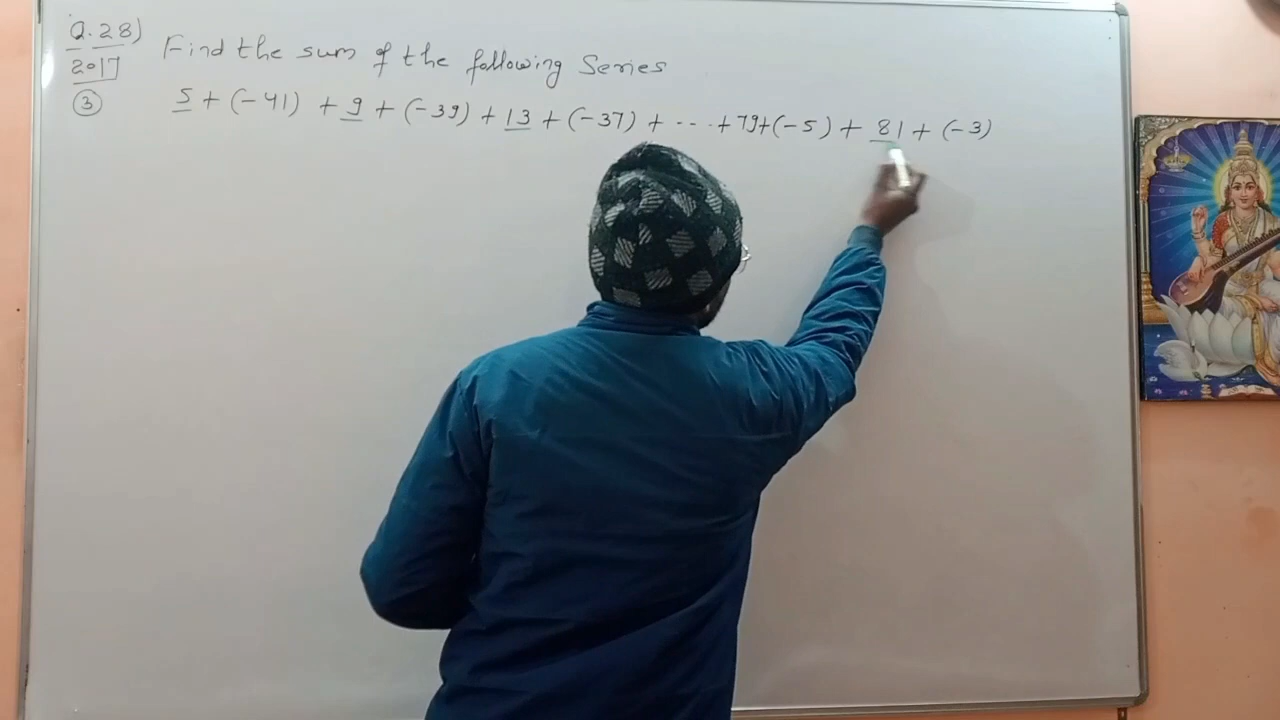 Q.28) Find the sum of the following Series
2017
③ 5 + (-41) + 9 + (-39) + 13 + (-37) + ... + 79 + (-5) + 81 + (-3)